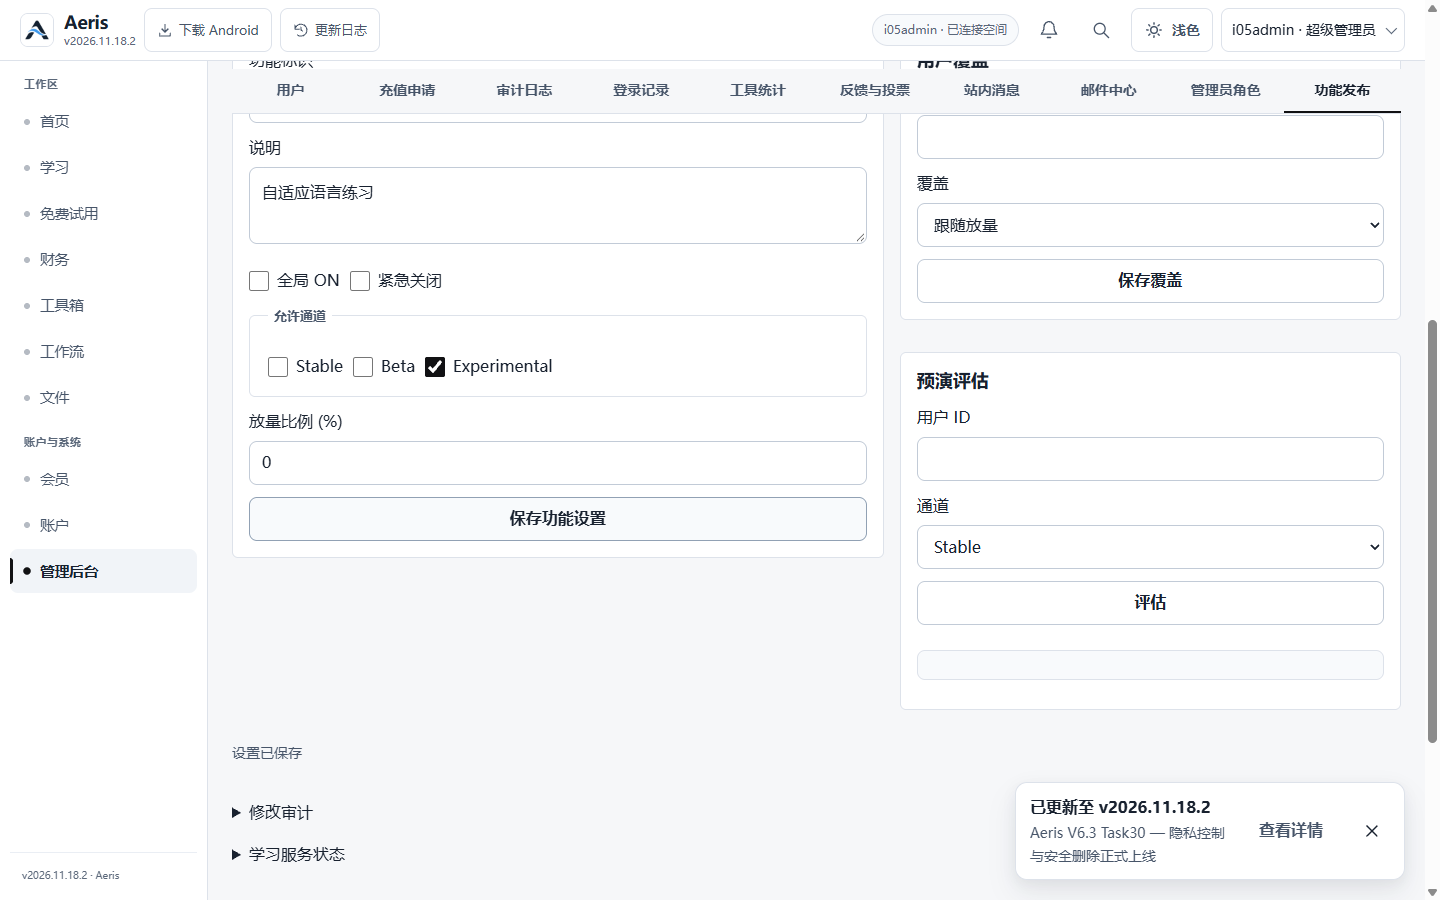 Aeris
v2026.11.18.2
下载 Android
更新日志
i05admin · 已连接空间
浅色
i05admin · 超级管理员
工作区
首页
学习
免费试用
财务
工具箱
工作流
文件
账户与系统
会员
账户
管理后台
v2026.11.18.2 · Aeris
用户
充值申请
审计日志
登录记录
工具统计
反馈与投票
站内消息
邮件中心
管理员角色
功能发布
功能标识
说明
自适应语言练习
全局 ON
紧急关闭
允许通道
Stable
Beta
Experimental
放量比例 (%)
0
保存功能设置
用户覆盖
覆盖
跟随放量
保存覆盖
预演评估
用户 ID
通道
Stable
评估
设置已保存
修改审计
学习服务状态
已更新至 v2026.11.18.2
Aeris V6.3 Task30 — 隐私控制
与安全删除正式上线
查看详情